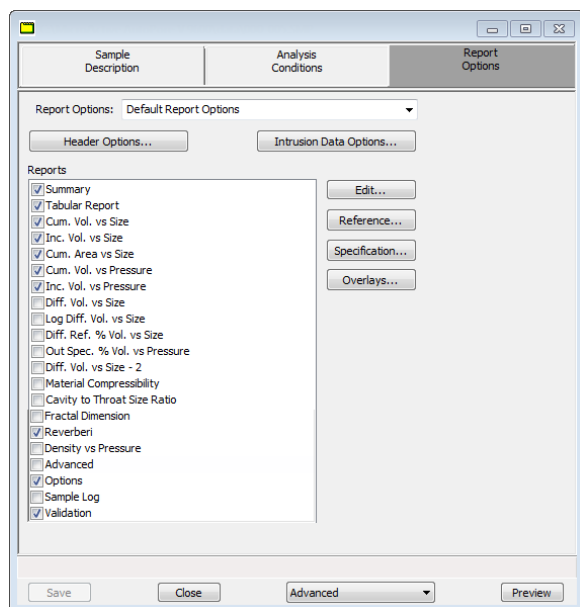 Sample Description
Analysis Conditions
Report Options
Report Options: Default Report Options
Header Options... Intrusion Data Options...
Reports
Summary
Tabular Report
Cum. Vol. vs Size
Inc. Vol. vs Size
Cum. Area vs Size
Cum. Vol. vs Pressure
Inc. Vol. vs Pressure
Diff. Vol. vs Size
Log Diff. Vol. vs Size
Diff. Ref. % Vol. vs Size
Out Spec. % Vol. vs Pressure
Diff. Vol. vs Size - 2
Material Compressibility
Cavity to Throat Size Ratio
Fractal Dimension
Reverberi
Density vs Pressure
Advanced
Options
Sample Log
Validation
Edit...
Reference...
Specification...
Overlays...
Save Close Advanced Preview